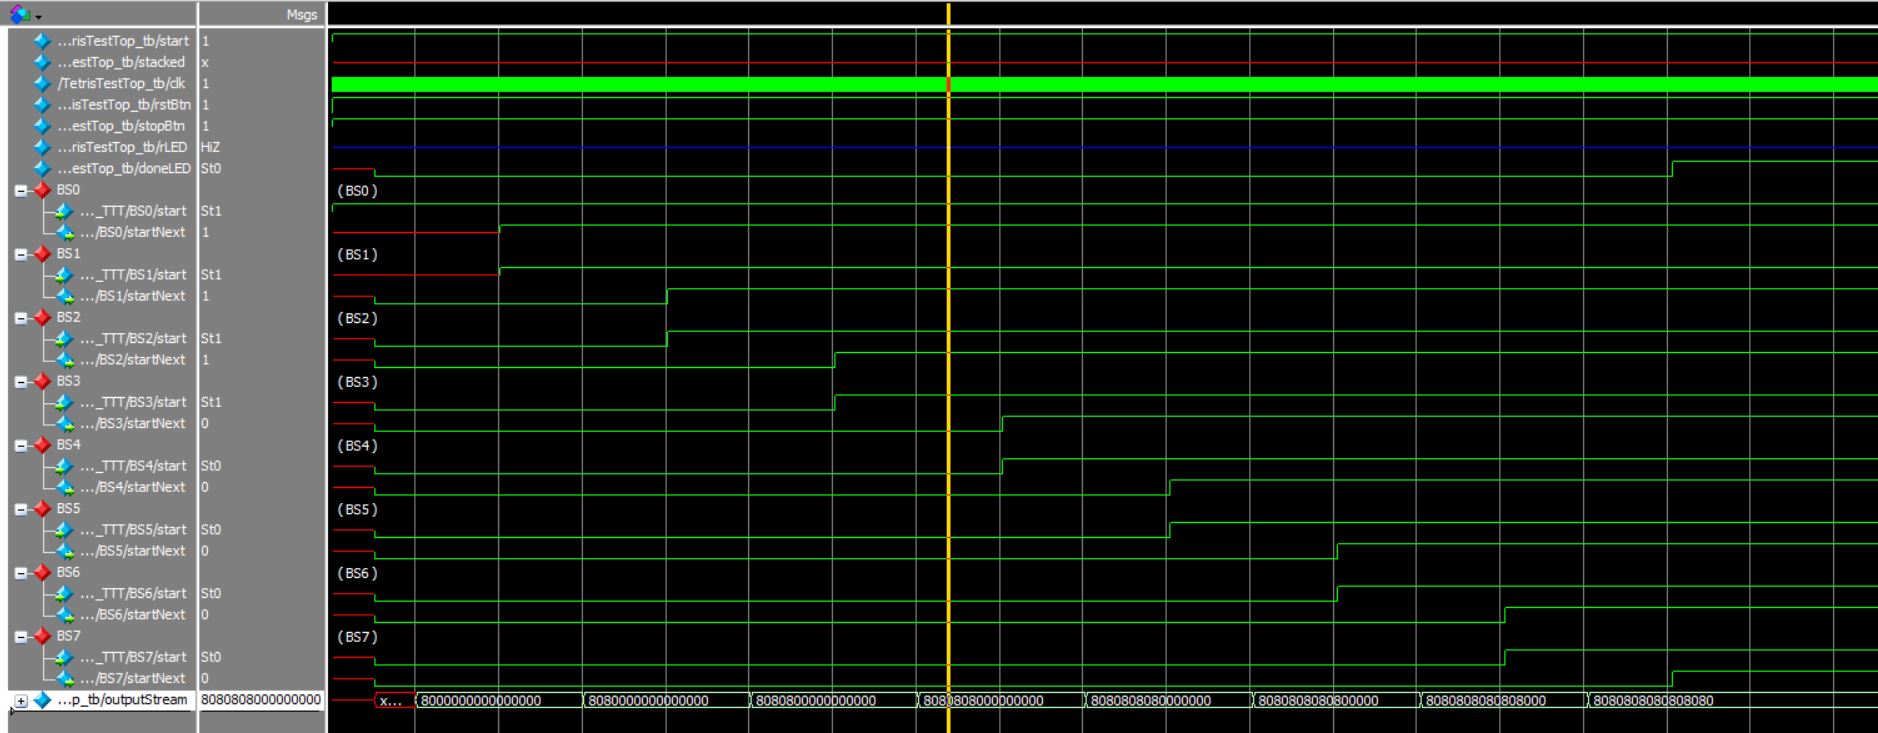 Msgs
...risTestTop_tb/start 1
...estTop_tb/stacked x
/TetrisTestTop_tb/clk 1
...isTestTop_tb/rstBtn 1
...estTop_tb/stopBtn 1
...risTestTop_tb/rLED HiZ
...estTop_tb/doneLED St0
BS0 (BS0)
..._TTT/BS0/start St1
.../BS0/startNext 1
BS1 (BS1)
..._TTT/BS1/start St1
.../BS1/startNext 1
BS2 (BS2)
..._TTT/BS2/start St1
.../BS2/startNext 1
BS3 (BS3)
..._TTT/BS3/start St1
.../BS3/startNext 0
BS4 (BS4)
..._TTT/BS4/start St0
.../BS4/startNext 0
BS5 (BS5)
..._TTT/BS5/start St0
.../BS5/startNext 0
BS6 (BS6)
..._TTT/BS6/start St0
.../BS6/startNext 0
BS7 (BS7)
..._TTT/BS7/start St0
.../BS7/startNext 0
...p_tb/outputStream 8080808000000000 x... 8000000000000000 8080000000000000 8080800000000000 8080808000000000 8080808080000000 8080808080800000 8080808080808000 8080808080808080